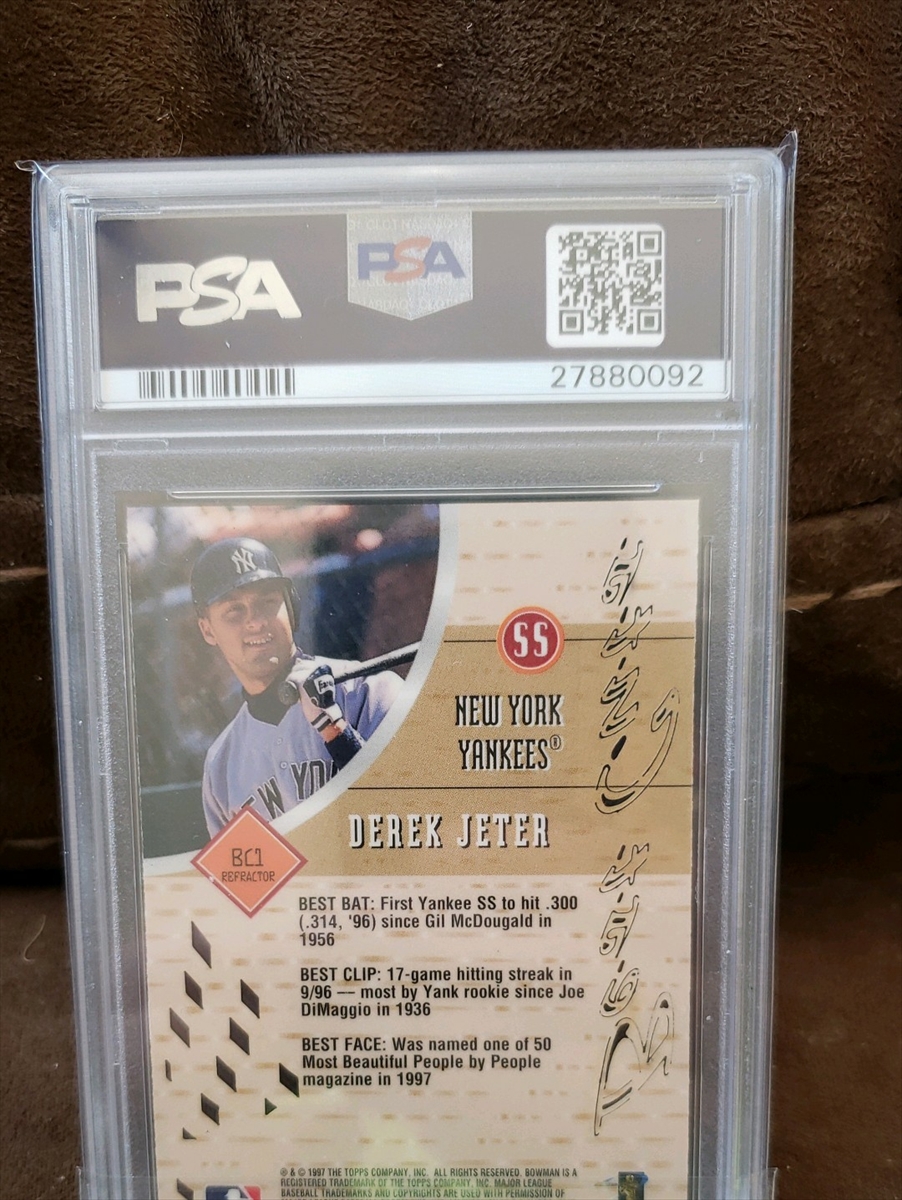 PSA
PSA
27880092
NY
SS
NEW YORK
YANKEES®
DEREK JETER
BC1
REFRACTOR
BEST BAT: First Yankee SS to hit .300
(.314, '96) since Gil McDougald in
1956
BEST CLIP: 17-game hitting streak in
9/96 — most by Yank rookie since Joe
DiMaggio in 1936
BEST FACE: Was named one of 50
Most Beautiful People by People
magazine in 1997
® & © 1997 THE TOPPS COMPANY, INC. ALL RIGHTS RESERVED. BOWMAN IS A
REGISTERED TRADEMARK OF THE TOPPS COMPANY, INC. MAJOR LEAGUE
BASEBALL TRADEMARKS AND COPYRIGHTS ARE USED WITH PERMISSION OF